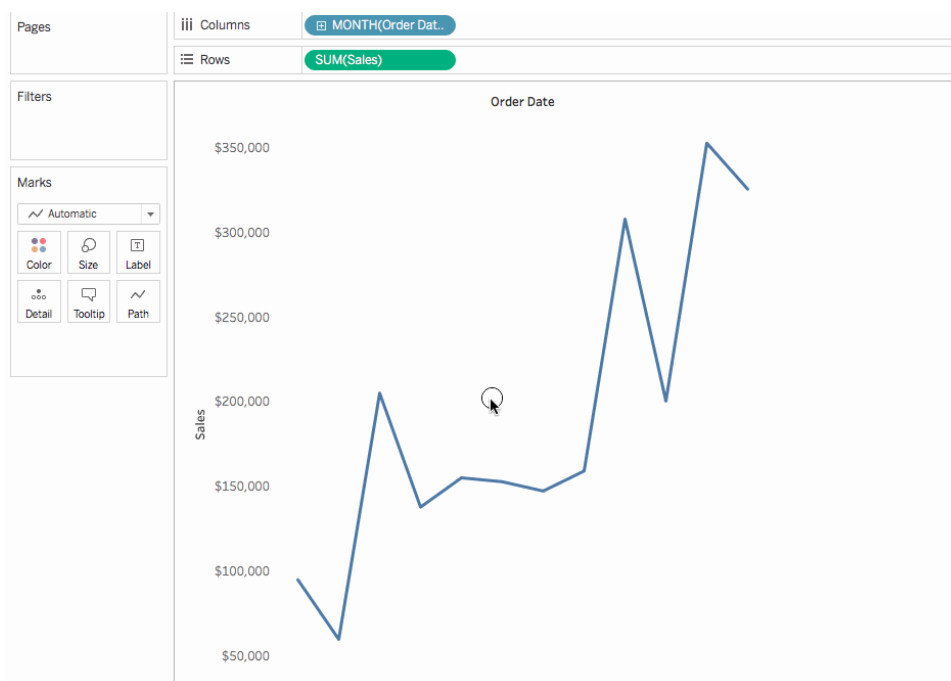 Pages
Columns
MONTH(Order Dat..
Rows
SUM(Sales)
Filters
Marks
Automatic
Color Size Label
Detail Tooltip Path
Order Date
Sales
$350,000
$300,000
$250,000
$200,000
$150,000
$100,000
$50,000